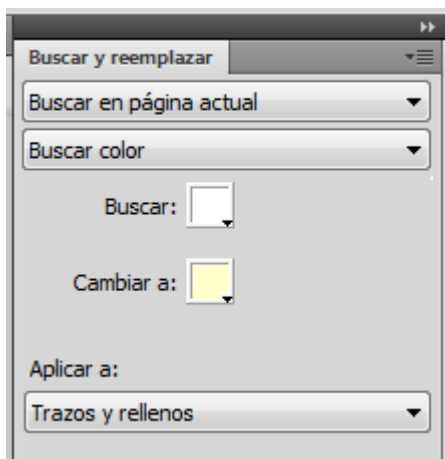 Buscar y reemplazar
Buscar en página actual
Buscar color
Buscar:
Cambiar a:
Aplicar a:
Trazos y rellenos